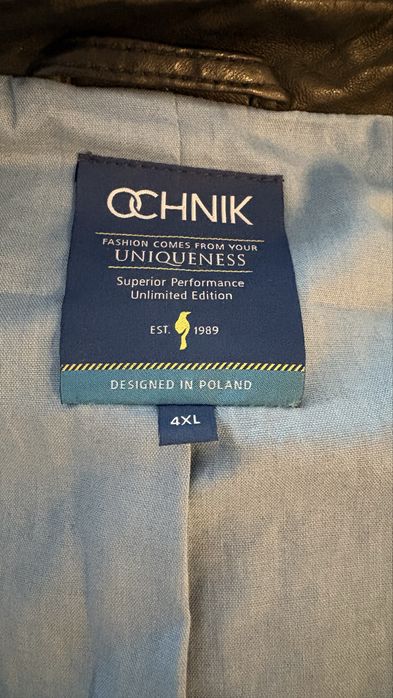 OCHNIK
FASHION COMES FROM YOUR
UNIQUENESS
Superior Performance
Unlimited Edition
EST. 1989
DESIGNED IN POLAND
4XL